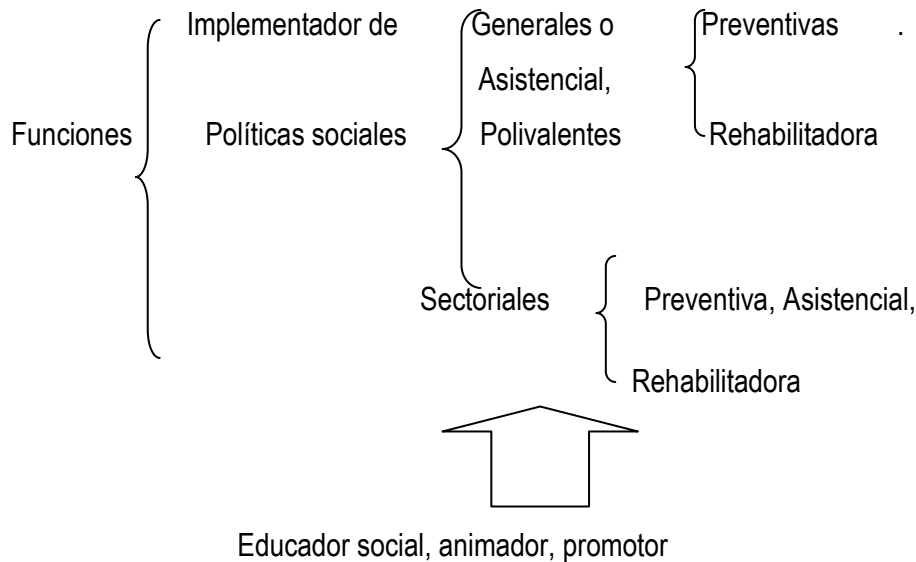 Implementador de Generales o Preventivas .
Asistencial,
Funciones Políticas sociales Polivalentes Rehabilitadora
Sectoriales Preventiva, Asistencial,
Rehabilitadora
Educador social, animador, promotor